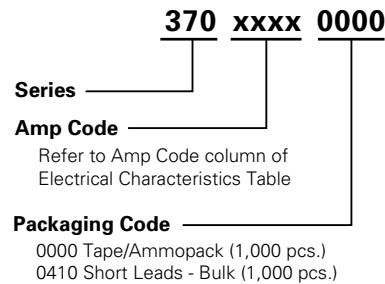 370 xxxx 0000
Series
Amp Code
Refer to Amp Code column of
Electrical Characteristics Table
Packaging Code
0000 Tape/Ammopack (1,000 pcs.)
0410 Short Leads - Bulk (1,000 pcs.)